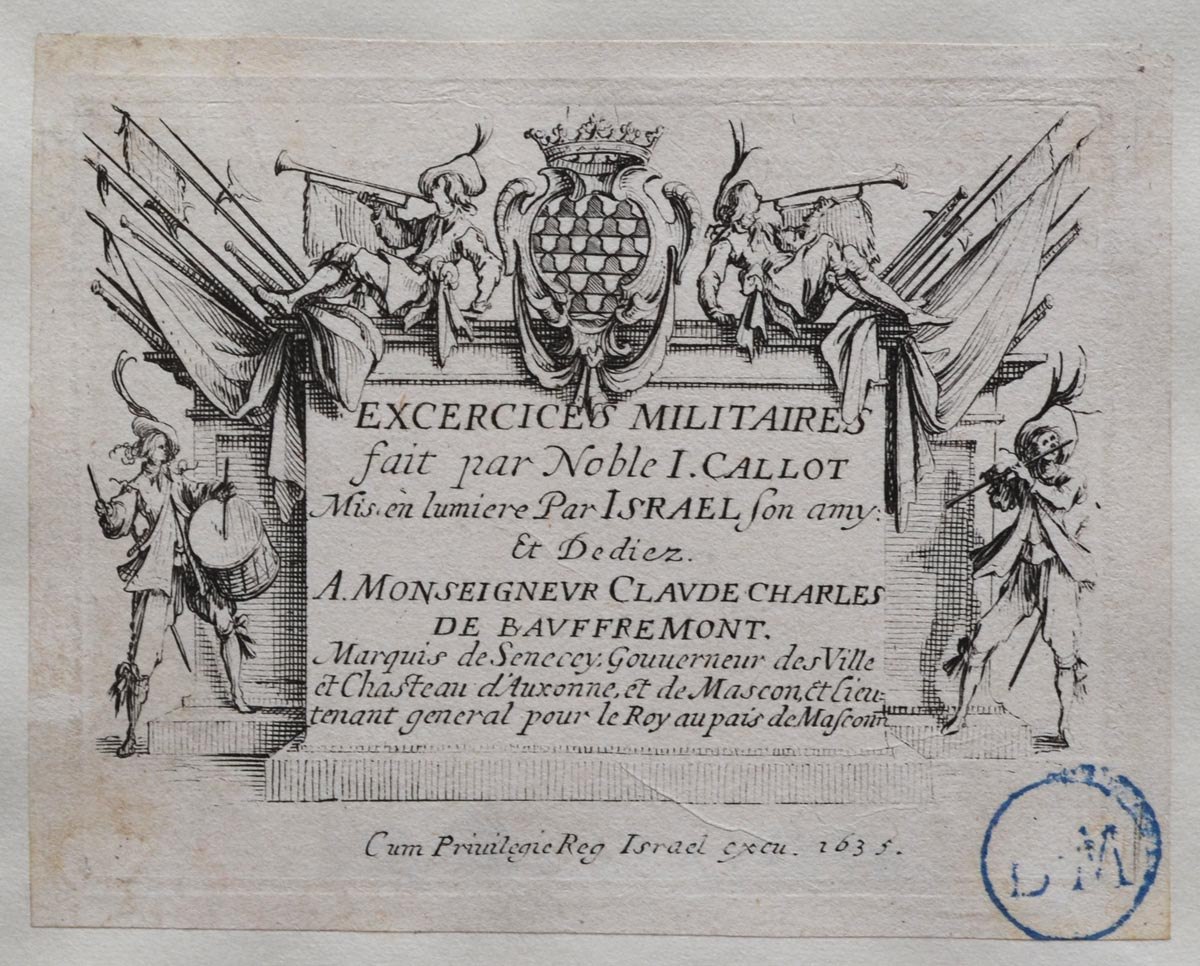 EXCERCICES MILITAIRES
fait par Noble I. CALLOT
Mis en lumiere Par ISRAEL son amy.
Et Dediez.
A MONSEIGNEVR CLAVDE CHARLES
DE BAVFFREMONT.
Marquis de Senecey, Gouuerneur des Ville
et Chasteau d'Auxonne, et de Mascon, et Lieu-
tenant general pour le Roy au pais de Masconn
Cum Priuilegie Reg Israel excu. 1635.